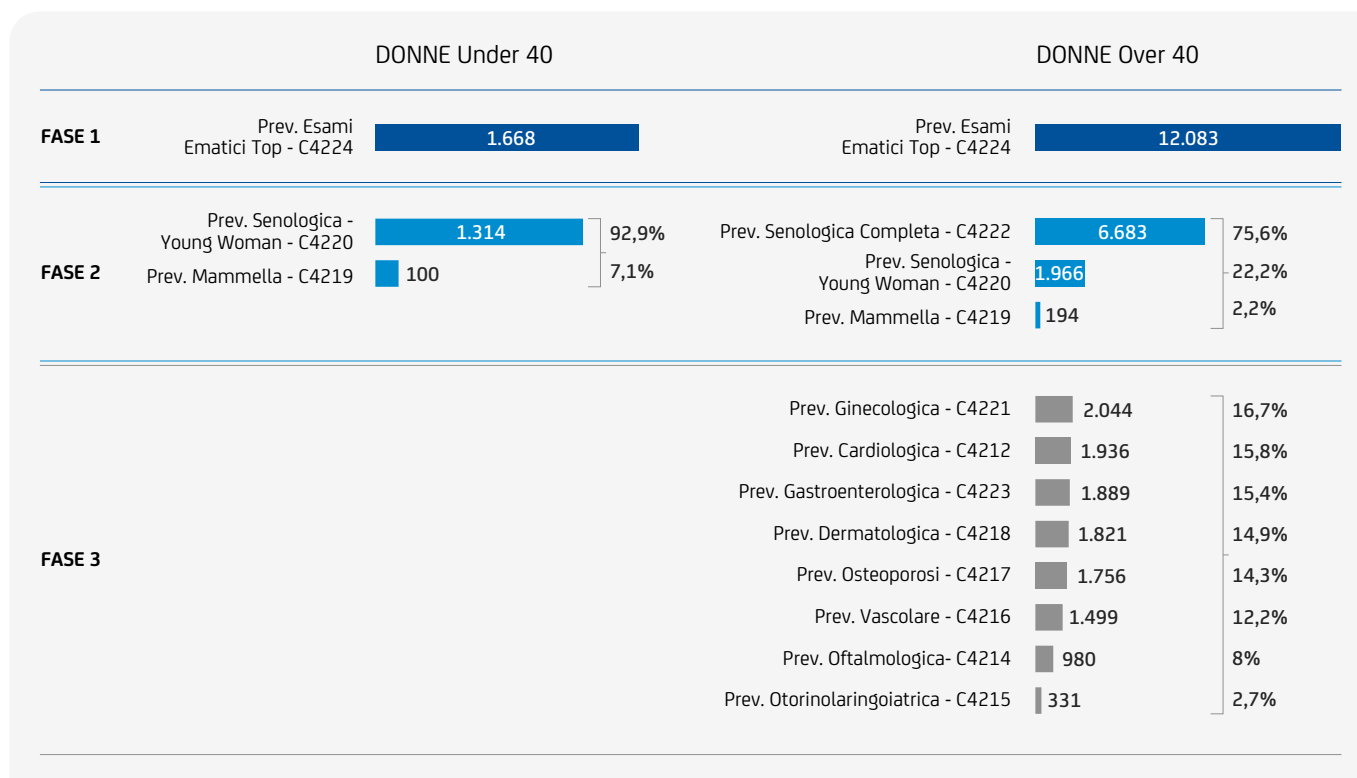 DONNE Under 40
DONNE Over 40
FASE 1
Prev. Esami
Ematici Top - C4224
1.668
Prev. Esami
Ematici Top - C4224
12.083
FASE 2
Prev. Senologica -
Young Woman - C4220
1.314
92,9%
Prev. Mammella - C4219
100
7,1%
Prev. Senologica Completa - C4222
6.683
75,6%
Prev. Senologica -
Young Woman - C4220
1.966
22,2%
Prev. Mammella - C4219
194
2,2%
FASE 3
Prev. Ginecologica - C4221
2.044
16,7%
Prev. Cardiologica - C4212
1.936
15,8%
Prev. Gastroenterologica - C4223
1.889
15,4%
Prev. Dermatologica - C4218
1.821
14,9%
Prev. Osteoporosi - C4217
1.756
14,3%
Prev. Vascolare - C4216
1.499
12,2%
Prev. Oftalmologica- C4214
980
8%
Prev. Otorinolaringoiatrica - C4215
331
2,7%